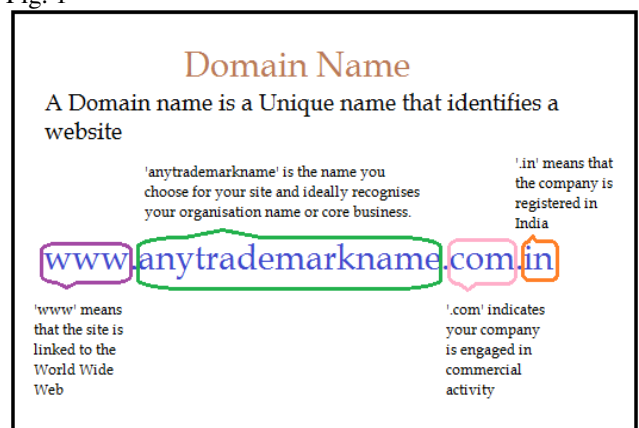 Fig. 1
Domain Name
A Domain name is a Unique name that identifies a
website
'anytrademarkname' is the name you
choose for your site and ideally recognises
your organisation name or core business.
'.in' means that
the company is
registered in
India
www.anytrademarkname.com.in
'www' means
that the site is
linked to the
World Wide
Web
'.com' indicates
your company
is engaged in
commercial
activity